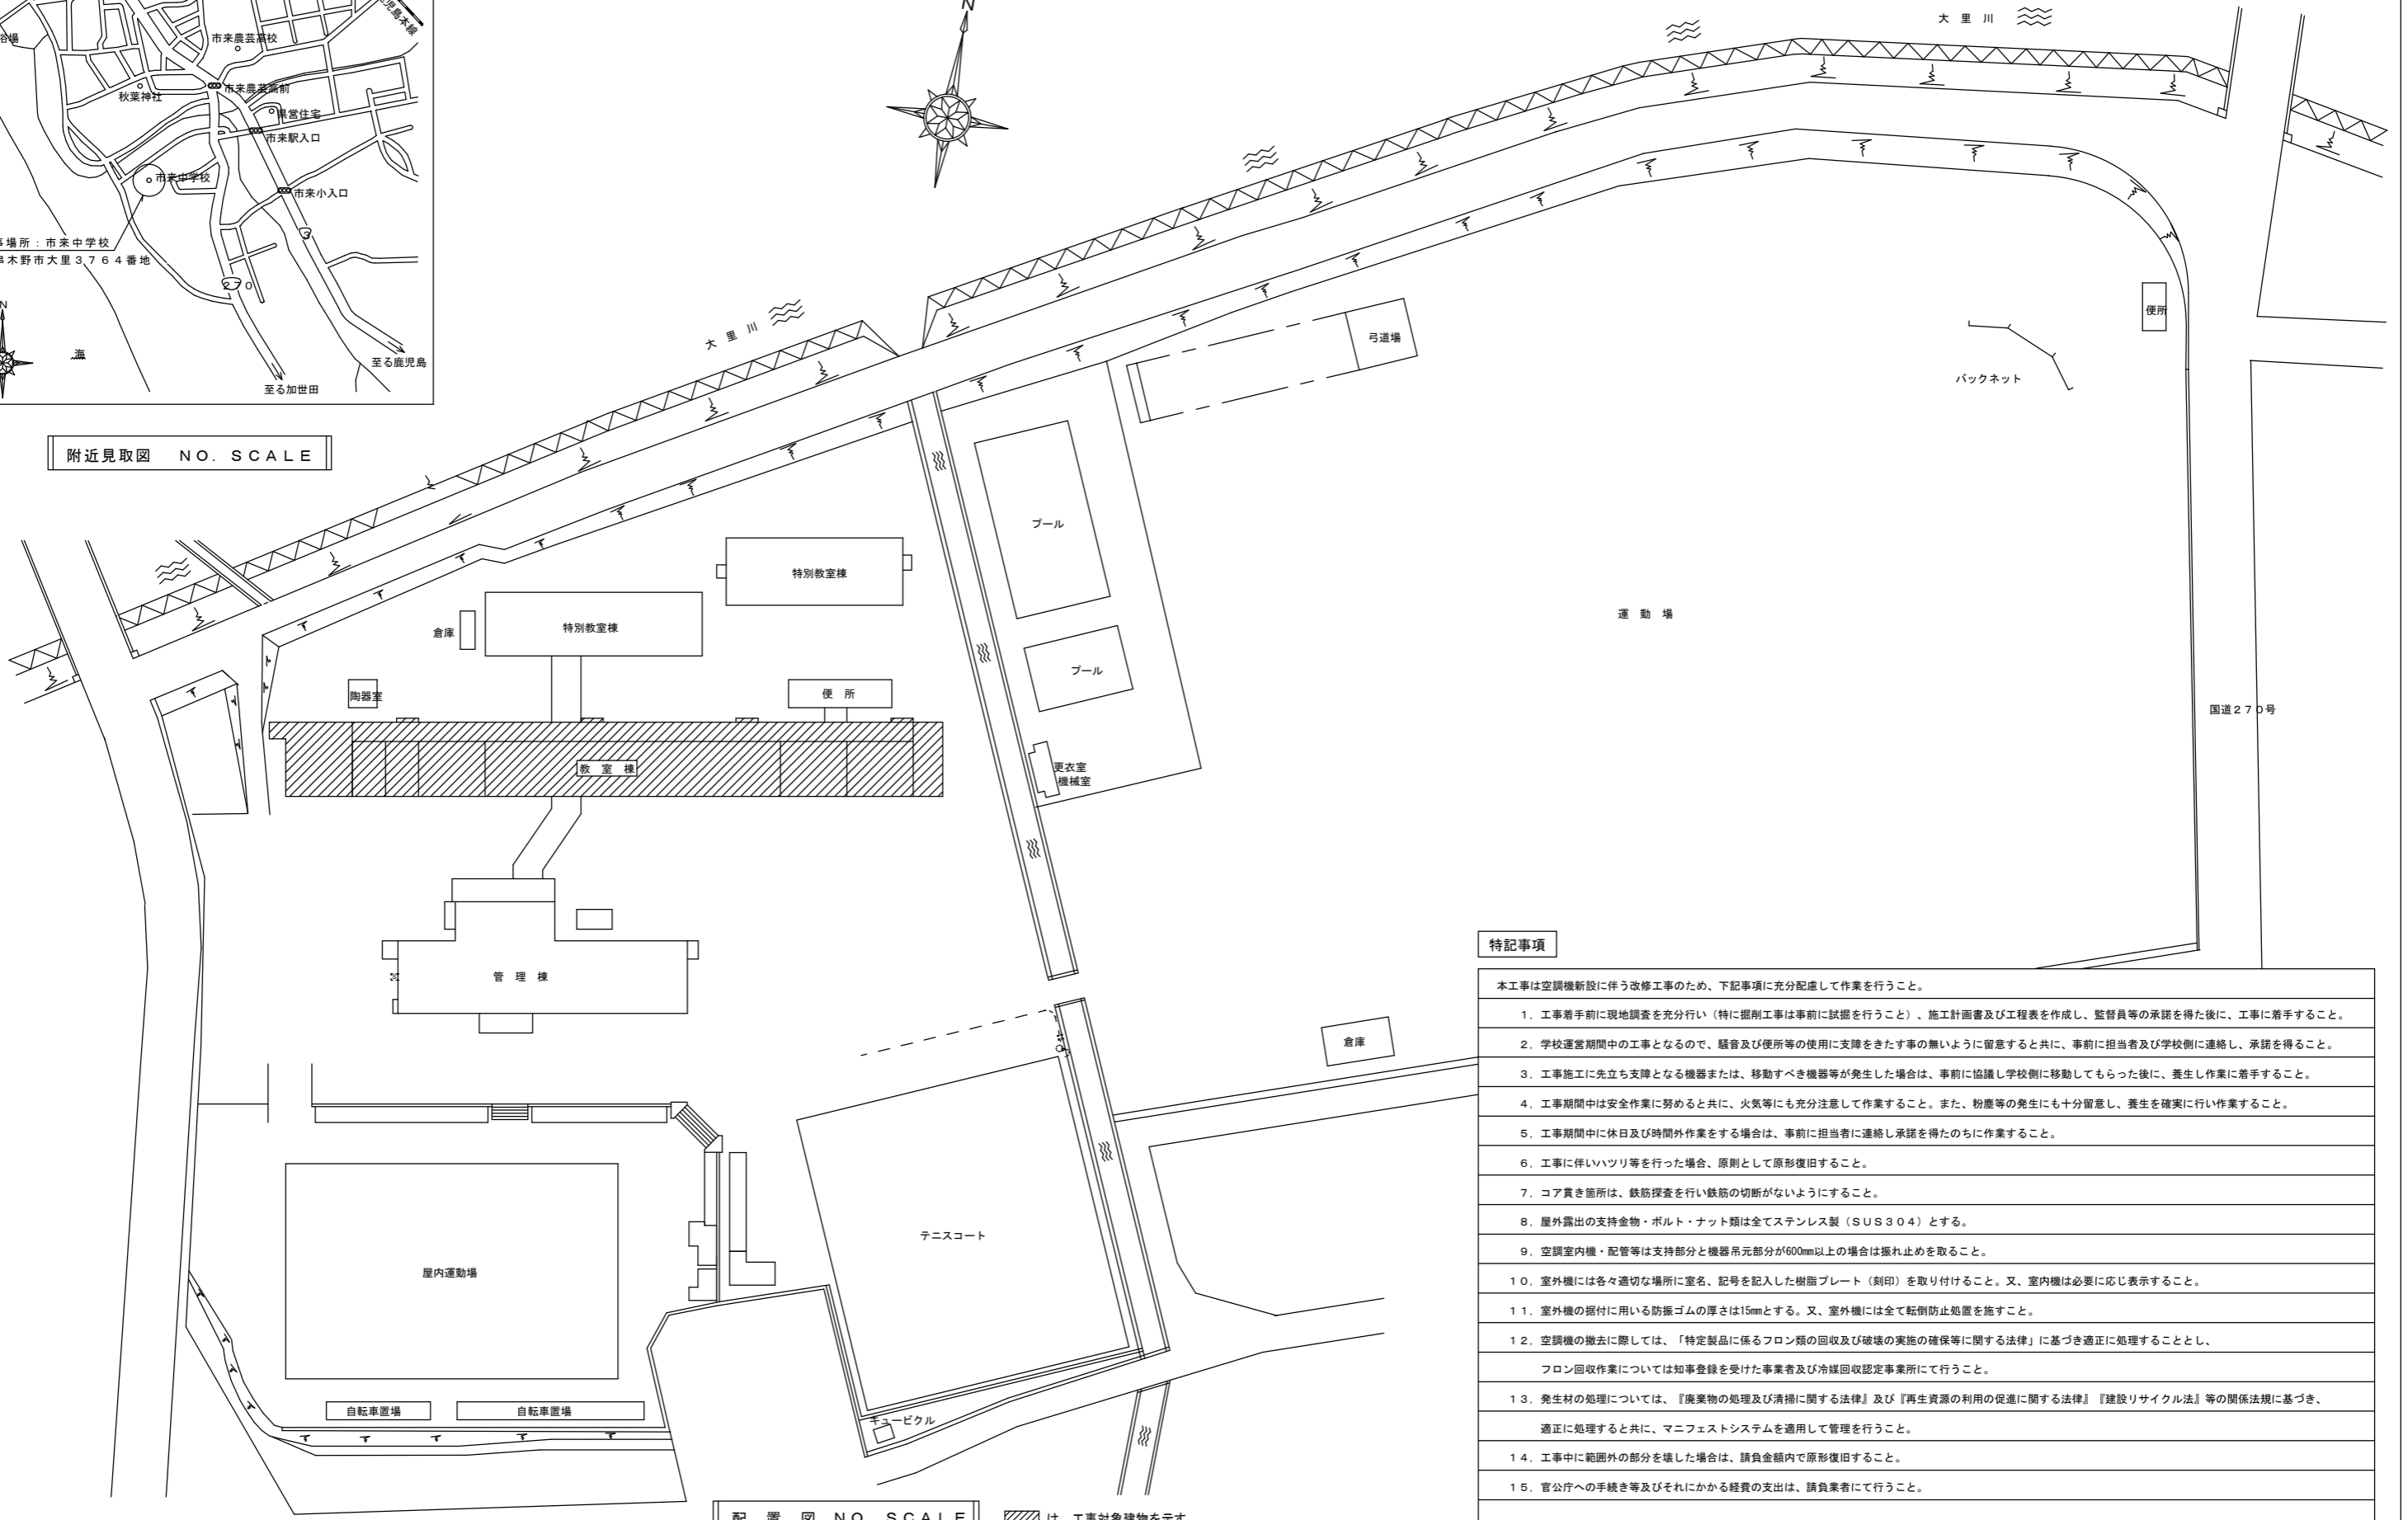 N
大 里 川
児島本線
浴場
市来農芸高校
秋葉神社
市来農芸高前
県営住宅
市来駅入口
市来中学校
市来小入口
3
事場所：市来中学校
串木野市大里３７６４番地
270
N
海
至る鹿児島
至る加世田
附近見取図　ＮＯ．ＳＣＡＬＥ
大 里 川
弓道場
便所
バックネット
プール
特別教室棟
倉庫
特別教室棟
運 動 場
プール
陶器室
便 所
国道２７０号
教 室 棟
更衣室
機械室
管 理 棟
倉庫
テニスコート
屋内運動場
自転車置場
自転車置場
キュービクル
配 置 図 ＮＯ．ＳＣＡＬＥ
は、工事対象建物を示す
特記事項
本工事は空調機新設に伴う改修工事のため、下記事項に充分配慮して作業を行うこと。
１．工事着手前に現地調査を充分行い（特に掘削工事は事前に試掘を行うこと）、施工計画書及び工程表を作成し、監督員等の承諾を得た後に、工事に着手すること。
２．学校運営期間中の工事となるので、騒音及び便所等の使用に支障をきたす事の無いように留意すると共に、事前に担当者及び学校側に連絡し、承諾を得ること。
３．工事施工に先立ち支障となる機器または、移動すべき機器等が発生した場合は、事前に協議し学校側に移動してもらった後に、養生し作業に着手すること。
４．工事期間中は安全作業に努めると共に、火気等にも充分注意して作業すること。また、粉塵等の発生にも十分留意し、養生を確実に行い作業すること。
５．工事期間中に休日及び時間外作業をする場合は、事前に担当者に連絡し承諾を得たのちに作業すること。
６．工事に伴いハツリ等を行った場合、原則として原形復旧すること。
７．コア貫き箇所は、鉄筋探査を行い鉄筋の切断がないようにすること。
８．屋外露出の支持金物・ボルト・ナット類は全てステンレス製（ＳＵＳ３０４）とする。
９．空調室内機・配管等は支持部分と機器吊元部分が600mm以上の場合は振れ止めを取ること。
１０．室外機には各々適切な場所に室名、記号を記入した樹脂プレート（刻印）を取り付けること。又、室内機は必要に応じ表示すること。
１１．室外機の据付に用いる防振ゴムの厚さは15mmとする。又、室外機には全て転倒防止処置を施すこと。
１２．空調機の撤去に際しては、「特定製品に係るフロン類の回収及び破壊の実施の確保等に関する法律」に基づき適正に処理することとし、
フロン回収作業については知事登録を受けた事業者及び冷媒回収認定事業所にて行うこと。
１３．発生材の処理については、『廃棄物の処理及び清掃に関する法律』及び『再生資源の利用の促進に関する法律』『建設リサイクル法』等の関係法規に基づき、
適正に処理すると共に、マニフェストシステムを適用して管理を行うこと。
１４．工事中に範囲外の部分を壊した場合は、請負金額内で原形復旧すること。
１５．官公庁への手続き等及びそれにかかる経費の支出は、請負業者にて行うこと。